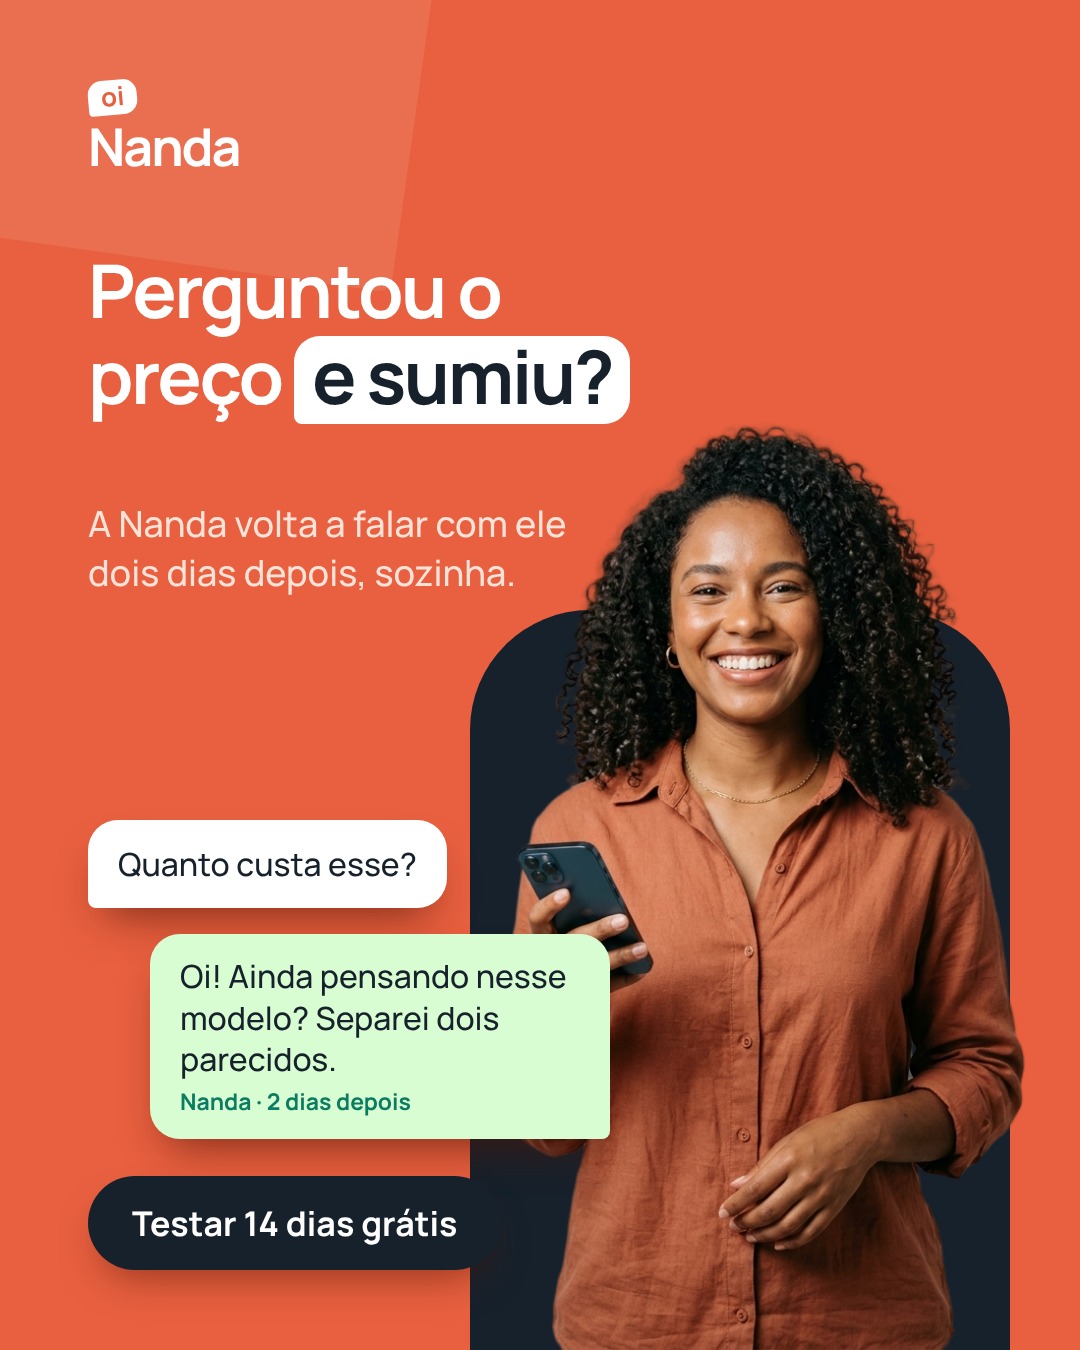 oi
Nanda
Perguntou o
preço e sumiu?
A Nanda volta a falar com ele
dois dias depois, sozinha.
Quanto custa esse?
Oi! Ainda pensando nesse
modelo? Separei dois
parecidos.
Nanda · 2 dias depois
Testar 14 dias grátis